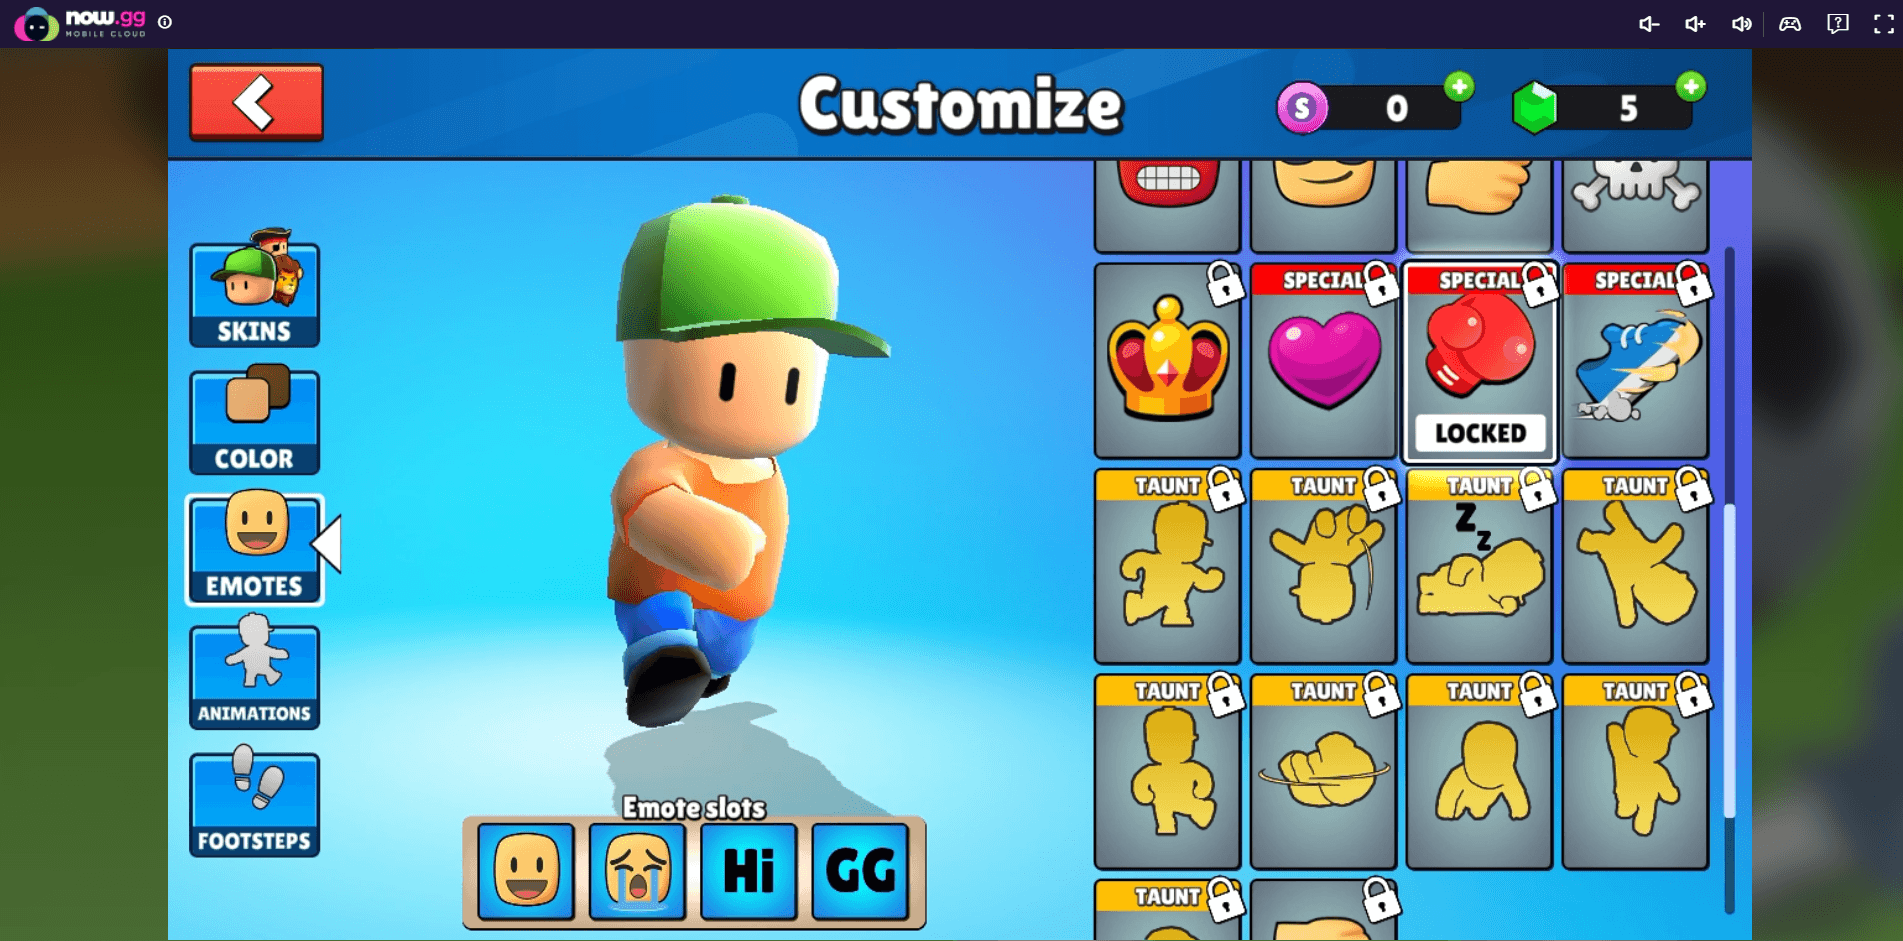 now.gg
MOBILE CLOUD
Customize
S
0
5
SKINS
COLOR
EMOTES
ANIMATIONS
FOOTSTEPS
SPECIAL
SPECIAL
SPECIAL
LOCKED
TAUNT
TAUNT
TAUNT
TAUNT
Z
Z
TAUNT
TAUNT
TAUNT
TAUNT
TAUNT
Emote slots
Hi
GG